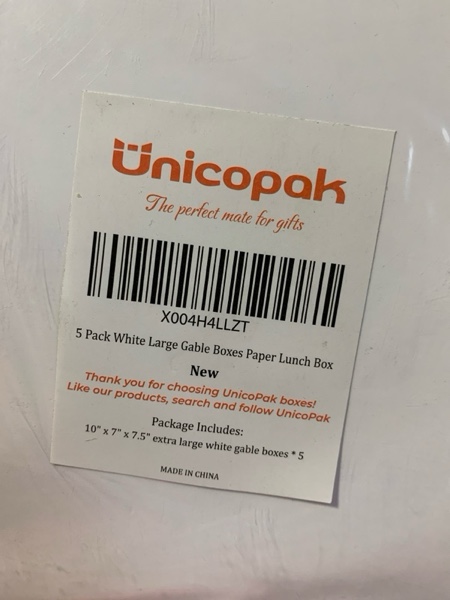 Unicopak
The perfect mate for gifts
X004H4LLZT
5 Pack White Large Gable Boxes Paper Lunch Box
New
Thank you for choosing UnicoPak boxes!
Like our products, search and follow UnicoPak
Package Includes:
10" x 7" x 7.5" extra large white gable boxes * 5
MADE IN CHINA